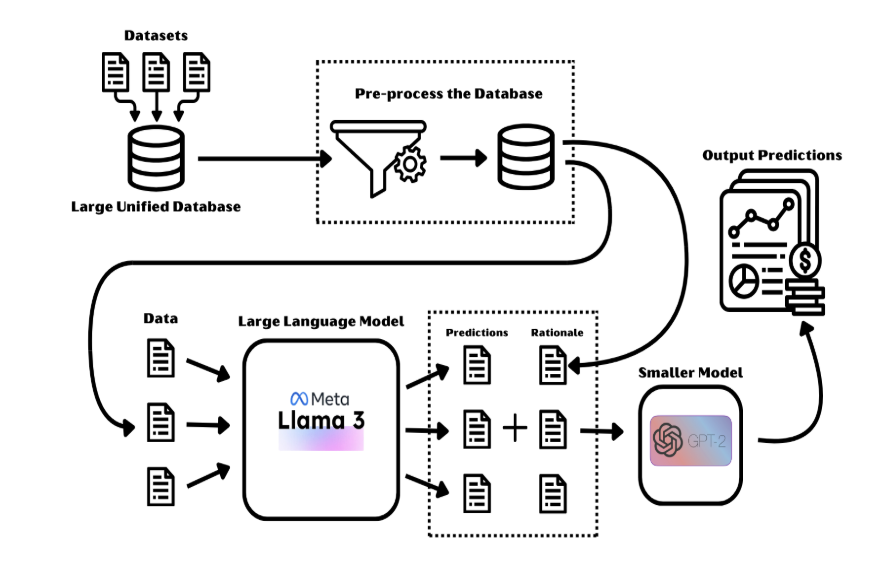 Datasets
Pre-process the Database
Large Unified Database
Output Predictions
$
Data
Large Language Model
Predictions
Rationale
Meta
Llama 3
+
Smaller Model
GPT-2